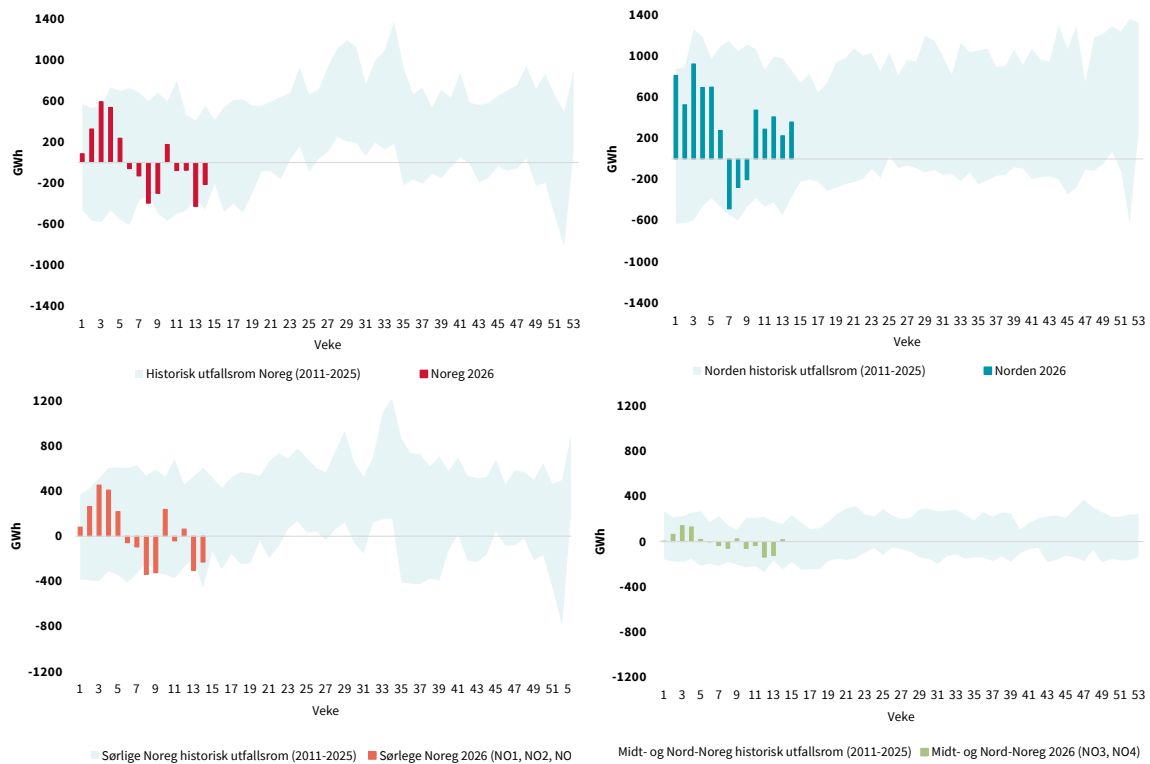 1400
1000
600
200
-200
-600
-1000
-1400
GWh
1 3 5 7 9 11 13 15 17 19 21 23 25 27 29 31 33 35 37 39 41 43 45 47 49 51 53
Veke
Historisk utfallsrom Noreg (2011-2025) Noreg 2026
1400
1000
600
200
-200
-600
-1000
-1400
GWh
1 3 5 7 9 11 13 15 17 19 21 23 25 27 29 31 33 35 37 39 41 43 45 47 49 51 53
Veke
Norden historisk utfallsrom (2011-2025) Norden 2026
1200
800
400
0
-400
-800
-1200
GWh
1 3 5 7 9 11 13 15 17 19 21 23 25 27 29 31 33 35 37 39 41 43 45 47 49 51 5
Veke
Sørlige Noreg historisk utfallsrom (2011-2025) Sørlege Noreg 2026 (NO1, NO2, NO
1200
800
400
0
-400
-800
-1200
GWh
1 3 5 7 9 11 13 15 17 19 21 23 25 27 29 31 33 35 37 39 41 43 45 47 49 51 53
Veke
Midt- og Nord-Noreg historisk utfallsrom (2011-2025) Midt- og Nord-Noreg 2026 (NO3, NO4)